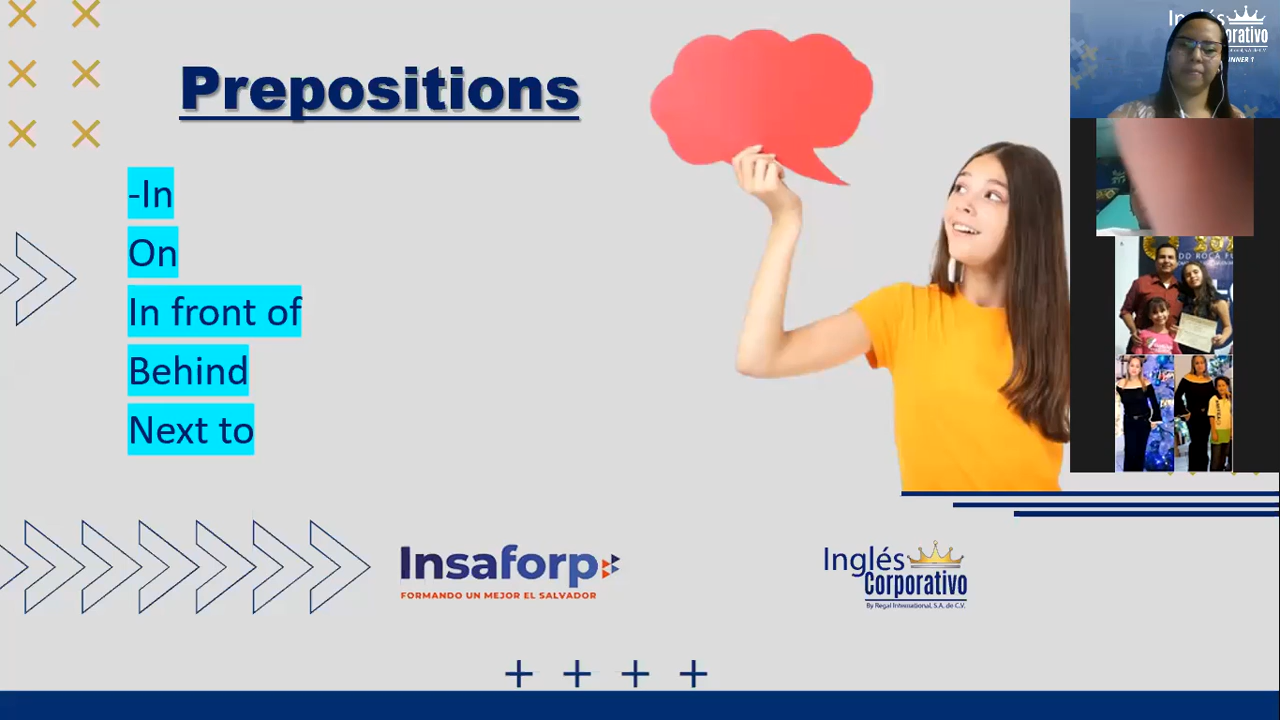 Prepositions
-In
On
In front of
Behind
Next to
Insaforp
FORMANDO UN MEJOR EL SALVADOR
Inglés
Corporativo
By Regal International, S.A. de C.V.